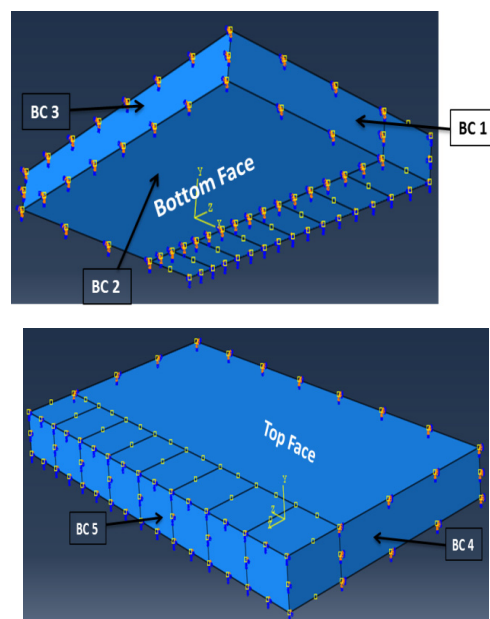 BC 3
BC 1
Bottom Face
Y
Z
X
BC 2
Top Face
Y
Z
BC 5
BC 4